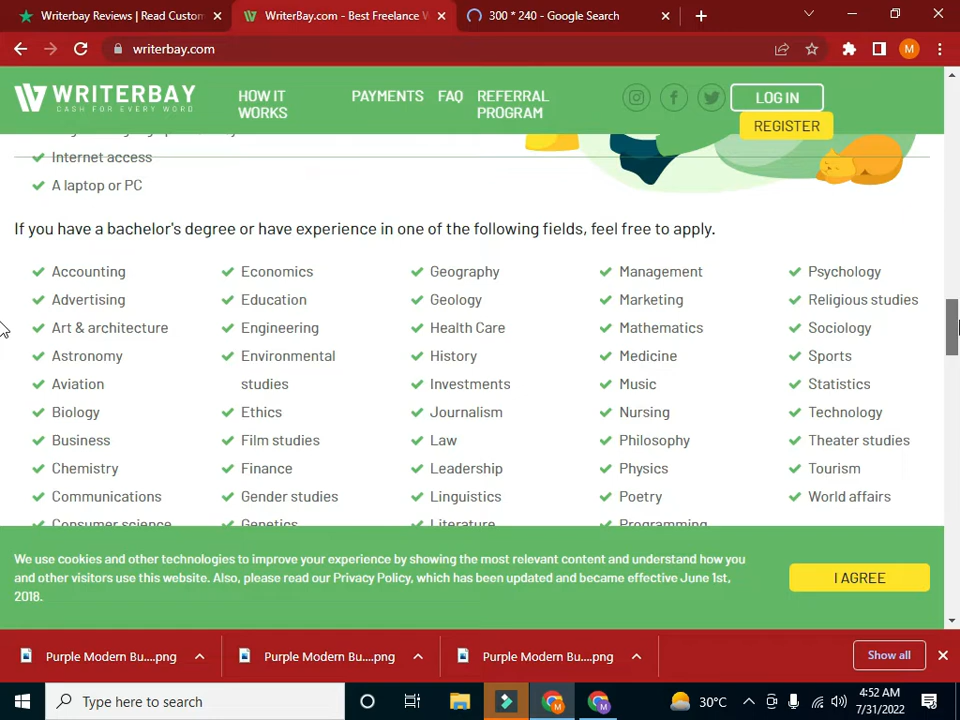 Writerbay Reviews | Read Custom
WriterBay.com - Best Freelance W
300 * 240 - Google Search
writerbay.com
M
WRITERBAY
CASH FOR EVERY WORD
HOW IT WORKS
PAYMENTS
FAQ
REFERRAL PROGRAM
LOG IN
REGISTER
Internet access
A laptop or PC
If you have a bachelor's degree or have experience in one of the following fields, feel free to apply.
Accounting
Advertising
Art & architecture
Astronomy
Aviation
Biology
Business
Chemistry
Communications
Consumer science
Economics
Education
Engineering
Environmental
studies
Ethics
Film studies
Finance
Gender studies
Genetics
Geography
Geology
Health Care
History
Investments
Journalism
Law
Leadership
Linguistics
Literature
Management
Marketing
Mathematics
Medicine
Music
Nursing
Philosophy
Physics
Poetry
Programming
Psychology
Religious studies
Sociology
Sports
Statistics
Technology
Theater studies
Tourism
World affairs
We use cookies and other technologies to improve your experience by showing the most relevant content and understand how you
and other visitors use this website. Also, please read our Privacy Policy, which has been updated and became effective June 1st,
2018.
I AGREE
Purple Modern Bu....png
Purple Modern Bu....png
Purple Modern Bu....png
Show all
Type here to search
30°C
4:52 AM
7/31/2022